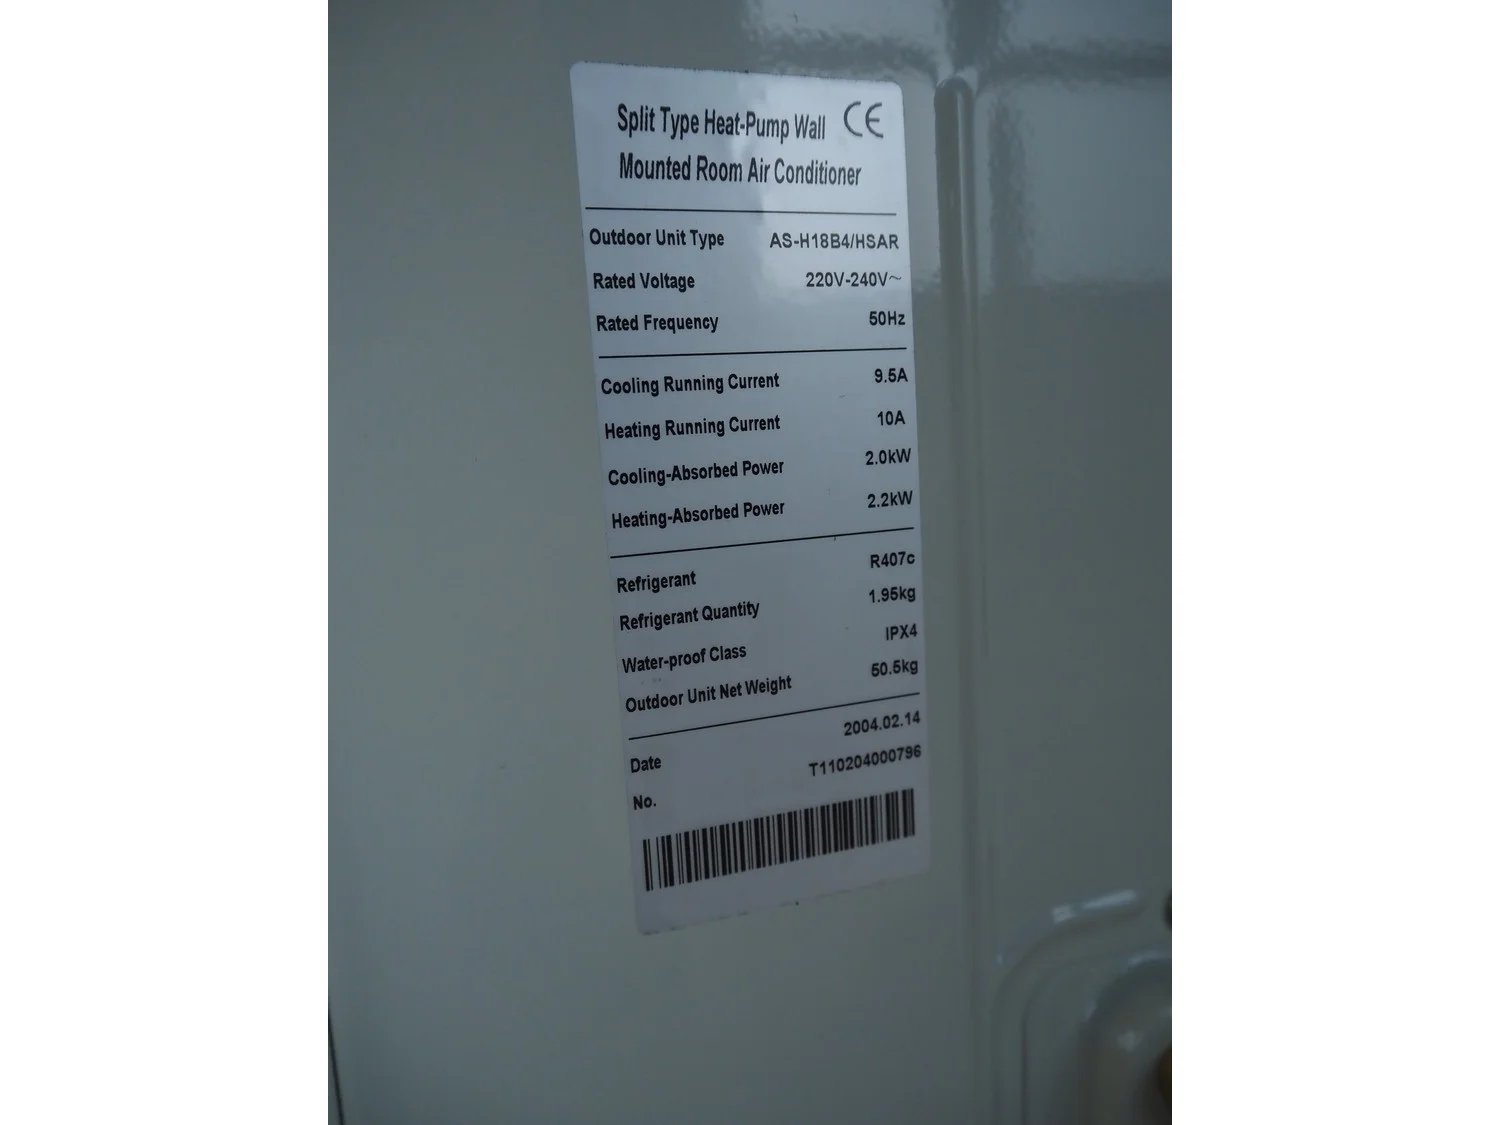 Split Type Heat-Pump Wall CE
Mounted Room Air Conditioner
Outdoor Unit Type AS-H18B4/HSAR
Rated Voltage 220V-240V~
Rated Frequency 50Hz
Cooling Running Current 9.5A
Heating Running Current 10A
Cooling-Absorbed Power 2.0kW
Heating-Absorbed Power 2.2kW
Refrigerant R407c
Refrigerant Quantity 1.95kg
Water-proof Class IPX4
Outdoor Unit Net Weight 50.5kg
Date 2004.02.14
No. T110204000796